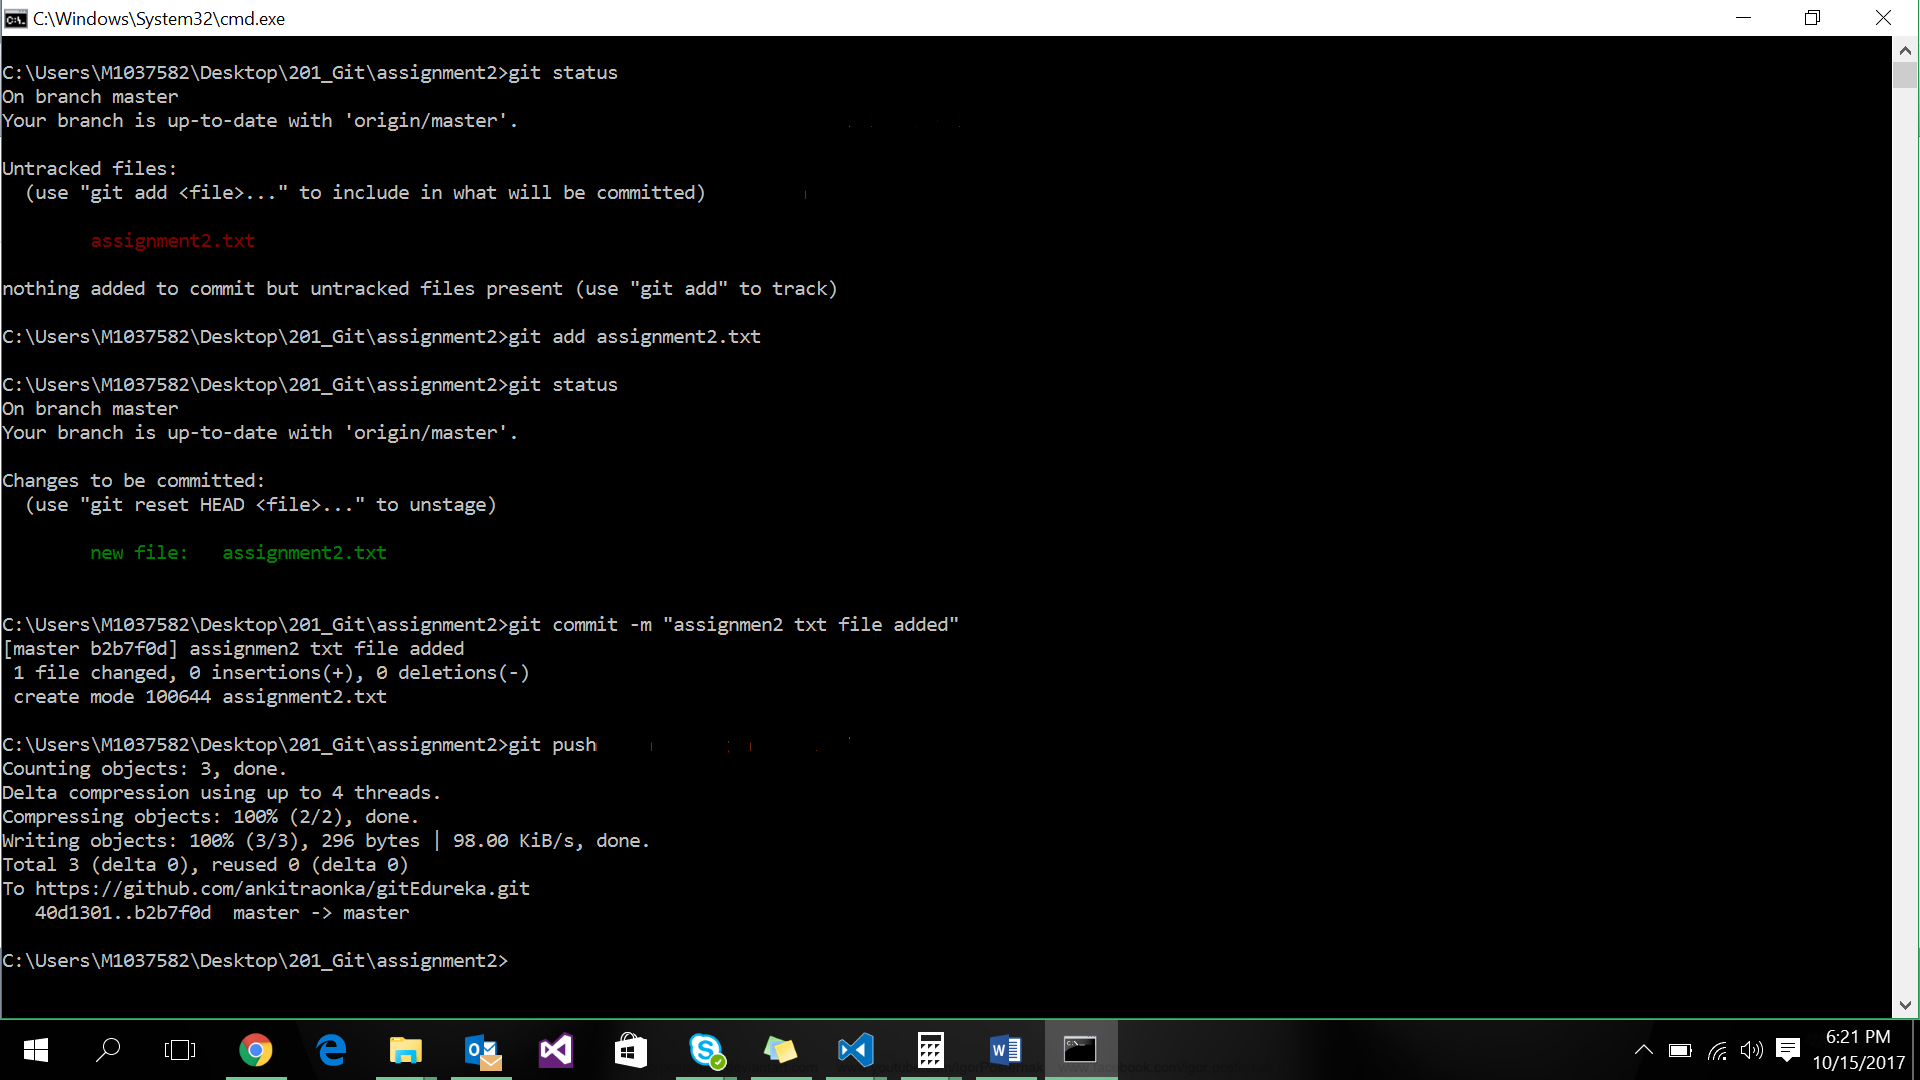 C:\Windows\System32\cmd.exe
C:\Users\M1037582\Desktop\201_Git\assignment2>git status
On branch master
Your branch is up-to-date with 'origin/master'.
Untracked files:
(use "git add <file>..." to include in what will be committed)
assignment2.txt
nothing added to commit but untracked files present (use "git add" to track)
C:\Users\M1037582\Desktop\201_Git\assignment2>git add assignment2.txt
C:\Users\M1037582\Desktop\201_Git\assignment2>git status
On branch master
Your branch is up-to-date with 'origin/master'.
Changes to be committed:
(use "git reset HEAD <file>..." to unstage)
new file:   assignment2.txt
C:\Users\M1037582\Desktop\201_Git\assignment2>git commit -m "assignmen2 txt file added"
[master b2b7f0d] assignmen2 txt file added
1 file changed, 0 insertions(+), 0 deletions(-)
create mode 100644 assignment2.txt
C:\Users\M1037582\Desktop\201_Git\assignment2>git push
Counting objects: 3, done.
Delta compression using up to 4 threads.
Compressing objects: 100% (2/2), done.
Writing objects: 100% (3/3), 296 bytes | 98.00 KiB/s, done.
Total 3 (delta 0), reused 0 (delta 0)
To https://github.com/ankitraonka/gitEdureka.git
40d1301..b2b7f0d  master -> master
C:\Users\M1037582\Desktop\201_Git\assignment2>
6:21 PM
10/15/2017